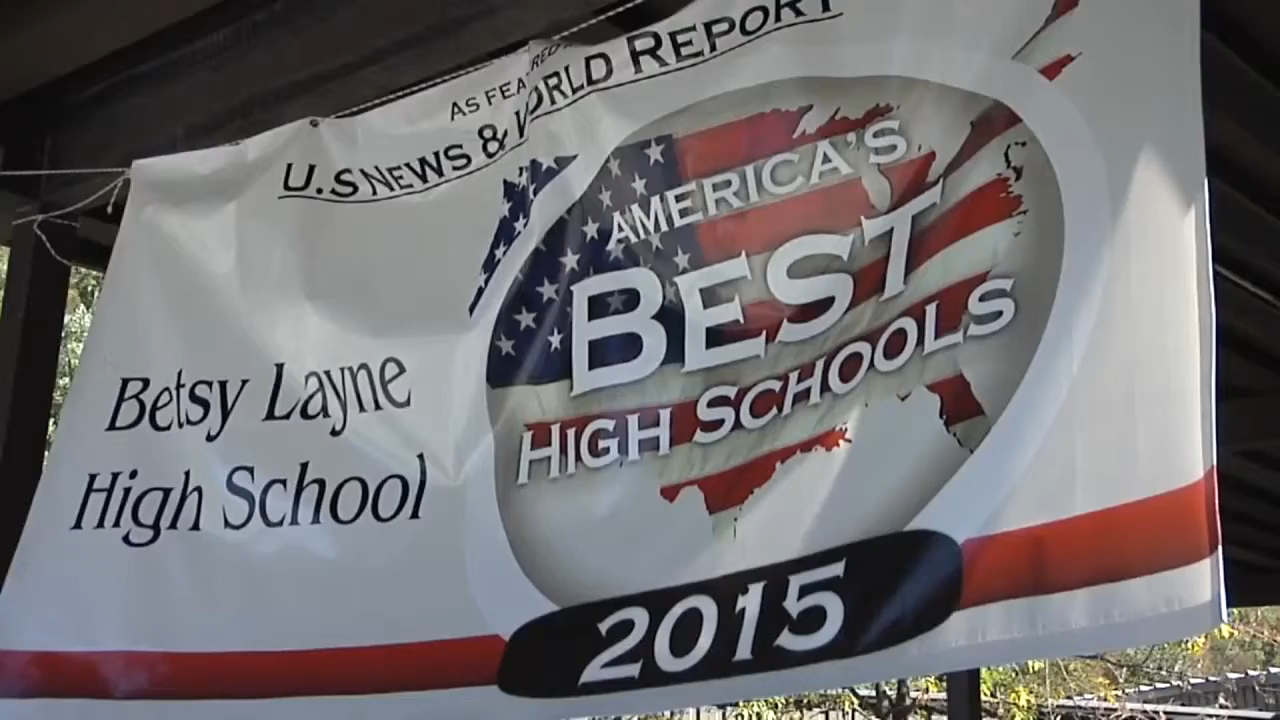 AS FEATURED
U.S NEWS & WORLD REPORT
AMERICA'S
BEST
HIGH SCHOOLS
Betsy Layne
High School
2015